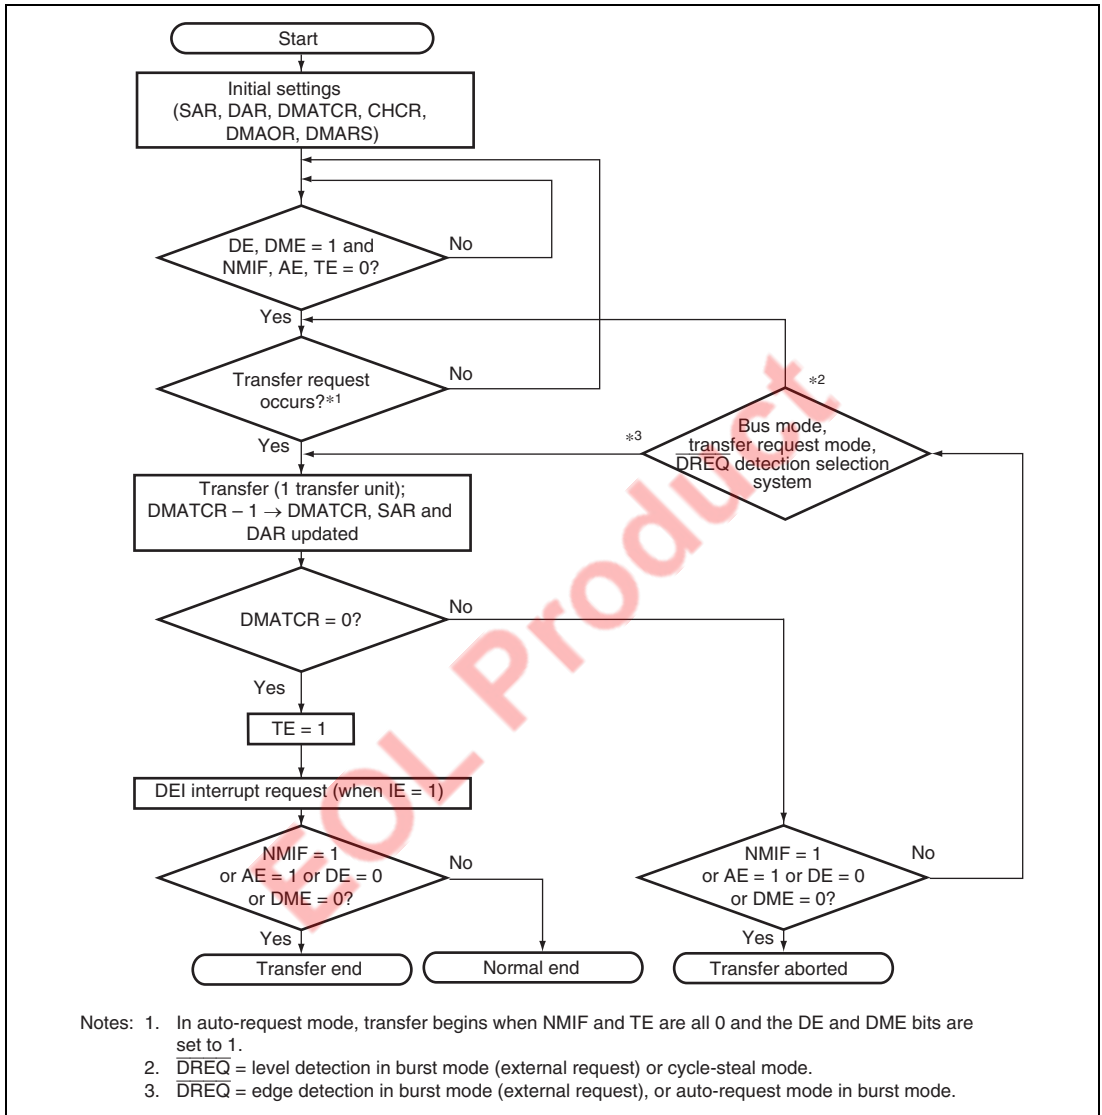 Start
Initial settings
(SAR, DAR, DMATCR, CHCR,
DMAOR, DMARS)
DE, DME = 1 and
NMIF, AE, TE = 0?
No
Yes
Transfer request
occurs?*1
No
Yes
*2
Bus mode,
transfer request mode,
DREQ detection selection
system
*3
Transfer (1 transfer unit);
DMATCR – 1 → DMATCR, SAR and
DAR updated
DMATCR = 0?
No
Yes
TE = 1
DEI interrupt request (when IE = 1)
NMIF = 1
or AE = 1 or DE = 0
or DME = 0?
No
Yes
NMIF = 1
or AE = 1 or DE = 0
or DME = 0?
No
Yes
Transfer end
Normal end
Transfer aborted
EOL Product
Notes: 1. In auto-request mode, transfer begins when NMIF and TE are all 0 and the DE and DME bits are
set to 1.
2. DREQ = level detection in burst mode (external request) or cycle-steal mode.
3. DREQ = edge detection in burst mode (external request), or auto-request mode in burst mode.